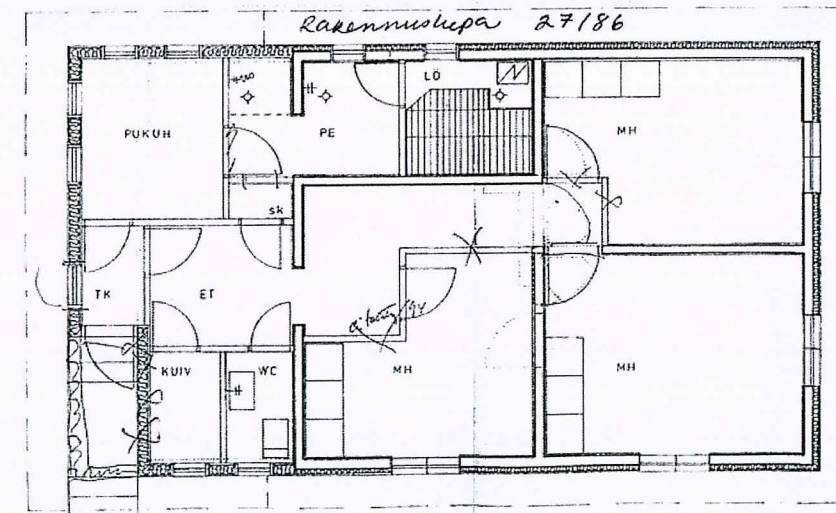 Rakennuslupa 27/86
LÖ
PUKUH
PE
MH
SK
TK
ET
KUIV
WC
MH
MH